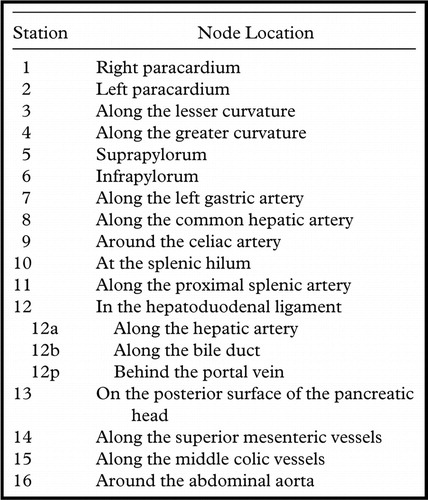 Station Node Location
1 Right paracardium
2 Left paracardium
3 Along the lesser curvature
4 Along the greater curvature
5 Suprapylorum
6 Infrapylorum
7 Along the left gastric artery
8 Along the common hepatic artery
9 Around the celiac artery
10 At the splenic hilum
11 Along the proximal splenic artery
12 In the hepatoduodenal ligament
12a Along the hepatic artery
12b Along the bile duct
12p Behind the portal vein
13 On the posterior surface of the pancreatic
head
14 Along the superior mesenteric vessels
15 Along the middle colic vessels
16 Around the abdominal aorta